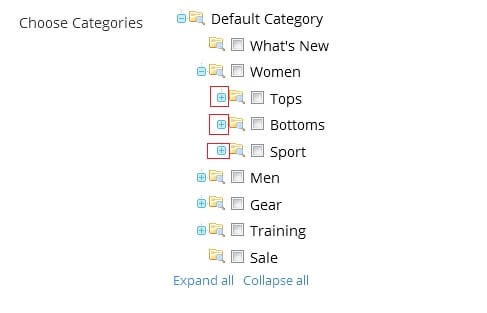 Choose Categories
Default Category
What's New
Women
Tops
Bottoms
Sport
Men
Gear
Training
Sale
Expand all Collapse all